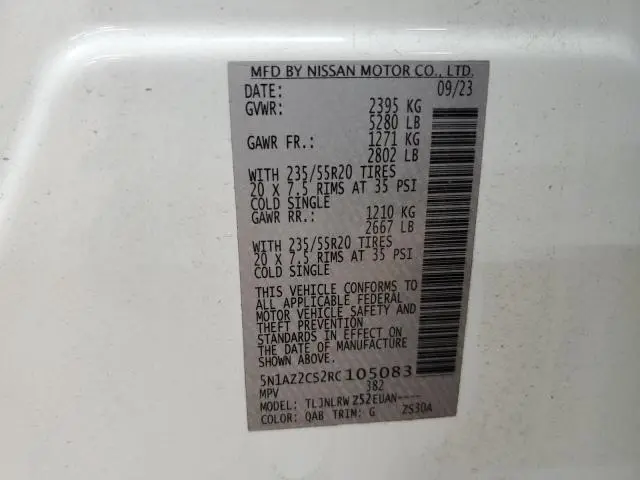 MFD BY NISSAN MOTOR CO., LTD.
DATE: 09/23
GVWR: 2395 KG
5280 LB
GAWR FR.: 1271 KG
2802 LB
WITH 235/55R20 TIRES
20 X 7.5 RIMS AT 35 PSI
COLD SINGLE
GAWR RR.: 1210 KG
2667 LB
WITH 235/55R20 TIRES
20 X 7.5 RIMS AT 35 PSI
COLD SINGLE
THIS VEHICLE CONFORMS TO
ALL APPLICABLE FEDERAL
MOTOR VEHICLE SAFETY AND
THEFT PREVENTION
STANDARDS IN EFFECT ON
THE DATE OF MANUFACTURE
SHOWN ABOVE.
5N1AZ2CS2RC105083
MPV 382
MODEL: TLJNLRW Z52EUAN-----
COLOR: QAB TRIM: G ZS30A